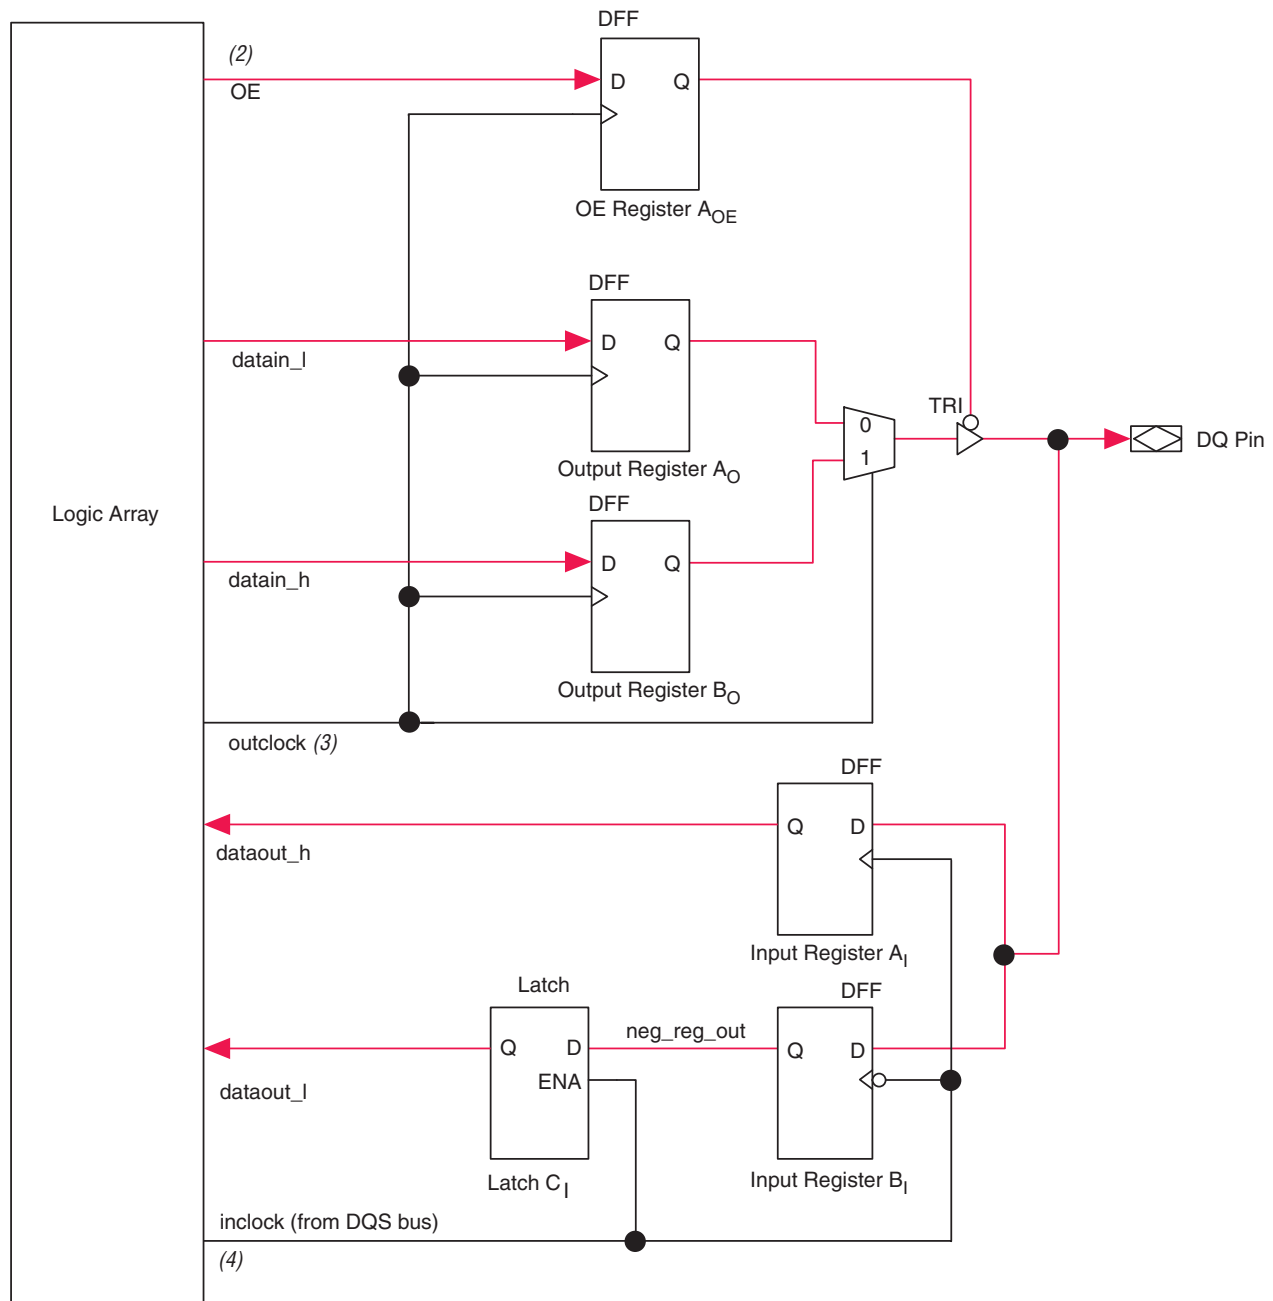 DFF
(2)
OE
D Q
OE Register AOE
DFF
datain_l
D Q
Output Register AO
0
1
TRI
DQ Pin
Logic Array
DFF
datain_h
D Q
Output Register BO
outclock (3)
DFF
Q D
dataout_h
Input Register AI
Latch
DFF
Q D
ENA
neg_reg_out
Q D
dataout_l
Latch CI
Input Register BI
inclock (from DQS bus)
(4)